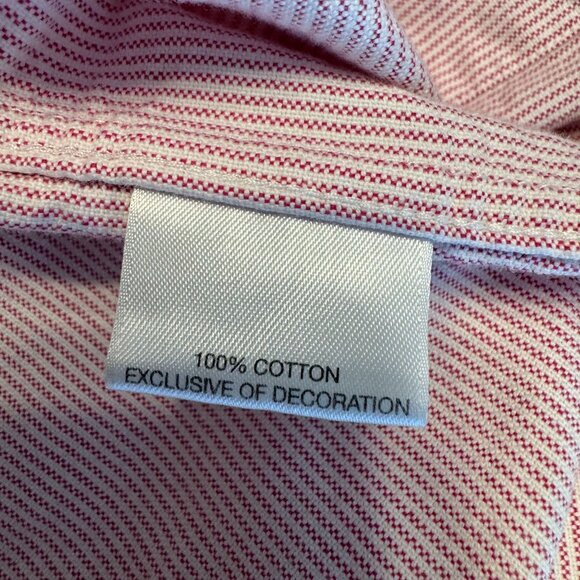 100% COTTON
EXCLUSIVE OF DECORATION